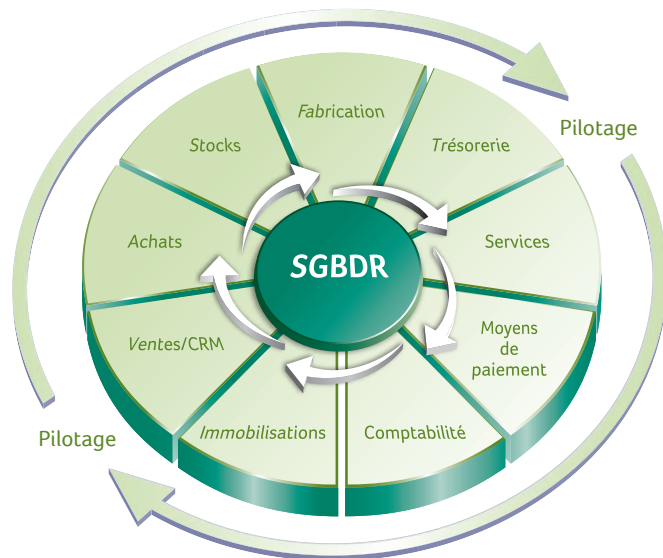 Fabrication
Stocks
Trésorerie
Pilotage
Achats
Services
SGBDR
Ventes/CRM
Moyens
de
paiement
Immobilisations
Comptabilité
Pilotage